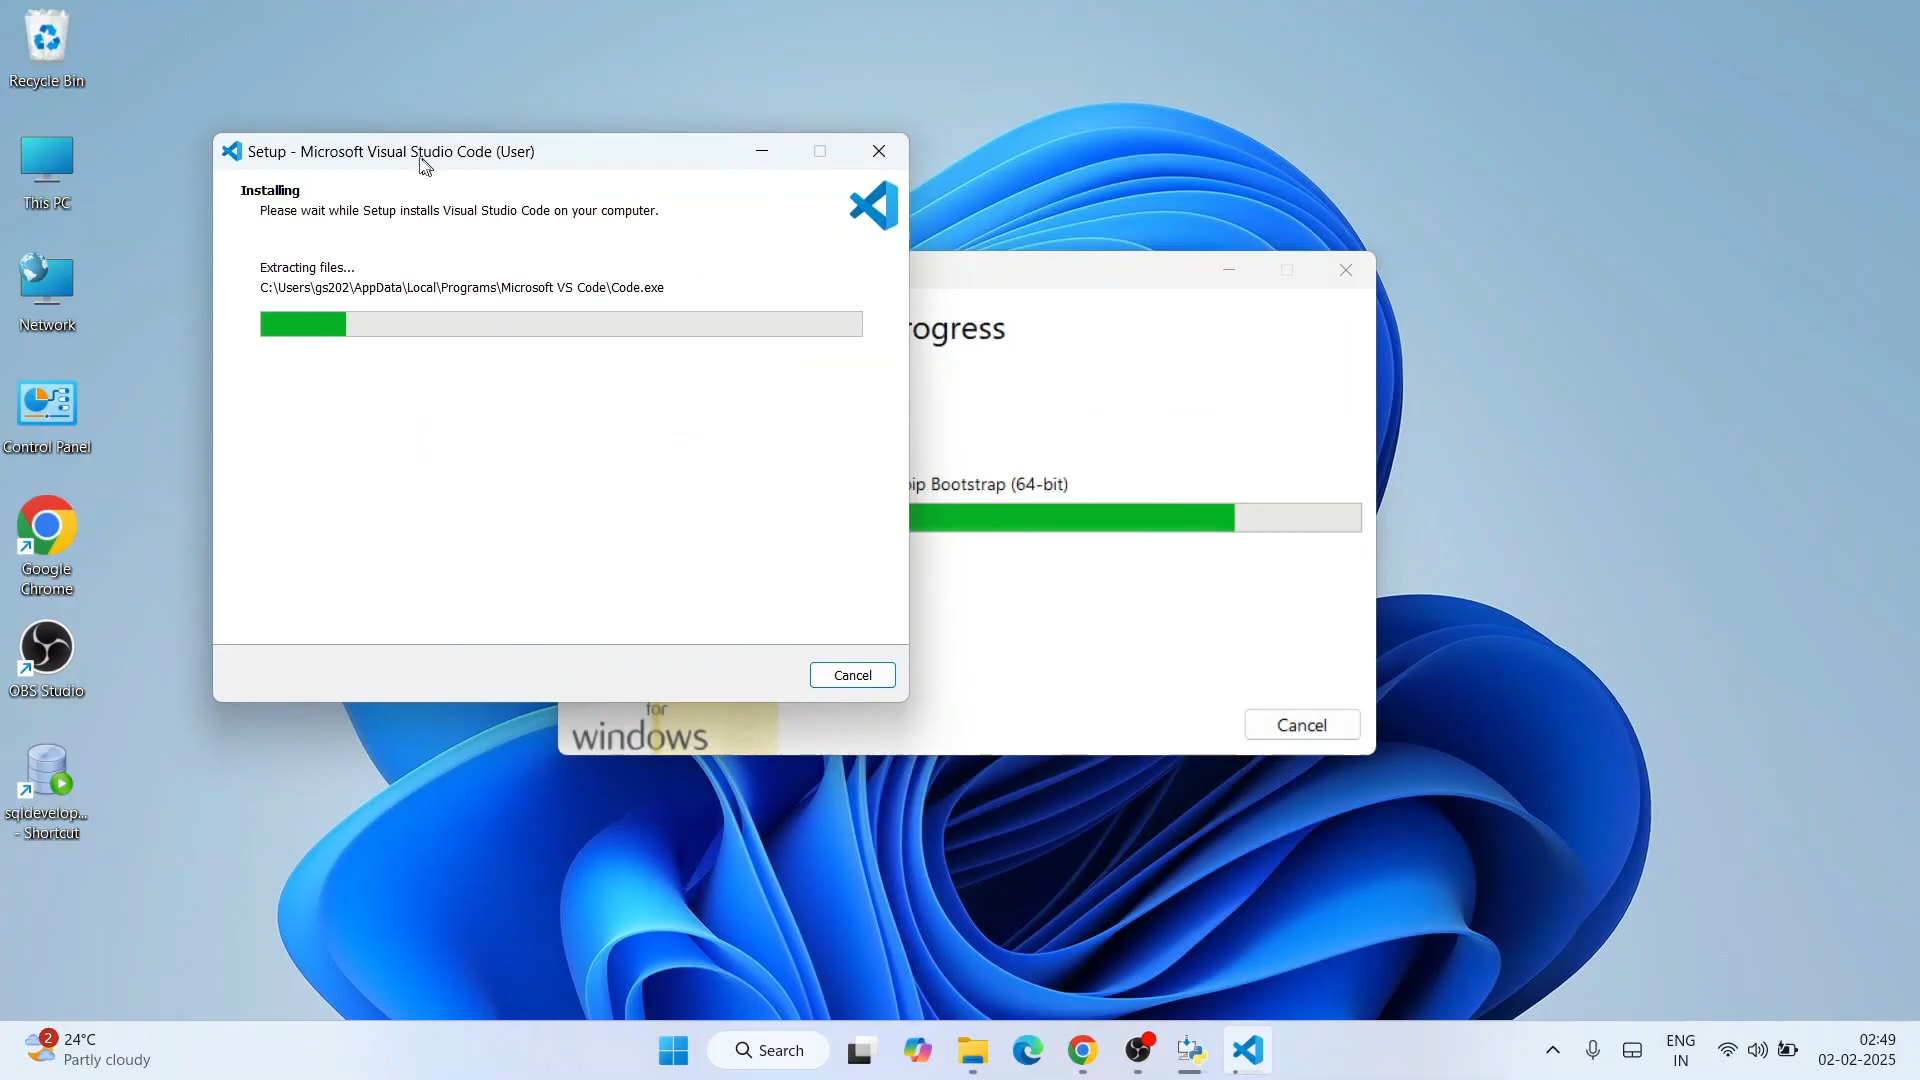 Recycle Bin
This PC
Network
Control Panel
Google
Chrome
OBS Studio
sqldevelop...
- Shortcut
Setup - Microsoft Visual Studio Code (User)
Installing
Please wait while Setup installs Visual Studio Code on your computer.
Extracting files...
C:\Users\gs202\AppData\Local\Programs\Microsoft VS Code\Code.exe
Cancel
rogress
pip Bootstrap (64-bit)
for
windows
Cancel
2
24°C
Partly cloudy
Search
ENG
IN
02:49
02-02-2025